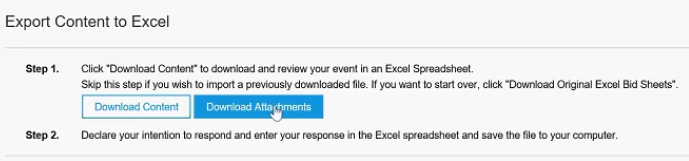 Export Content to Excel
Step 1. Click "Download Content" to download and review your event in an Excel Spreadsheet.
Skip this step if you wish to import a previously downloaded file. If you want to start over, click "Download Original Excel Bid Sheets".
Download Content Download Attachments
Step 2. Declare your intention to respond and enter your response in the Excel spreadsheet and save the file to your computer.